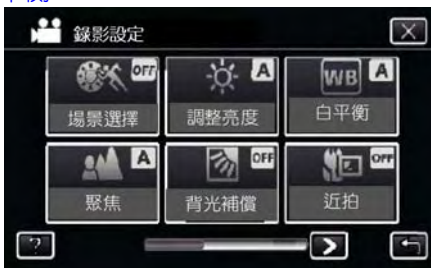 錄影設定
OFF A WB A
場景選擇 調整亮度 白平衡
A OFF OFF
聚焦 背光補償 近拍
?